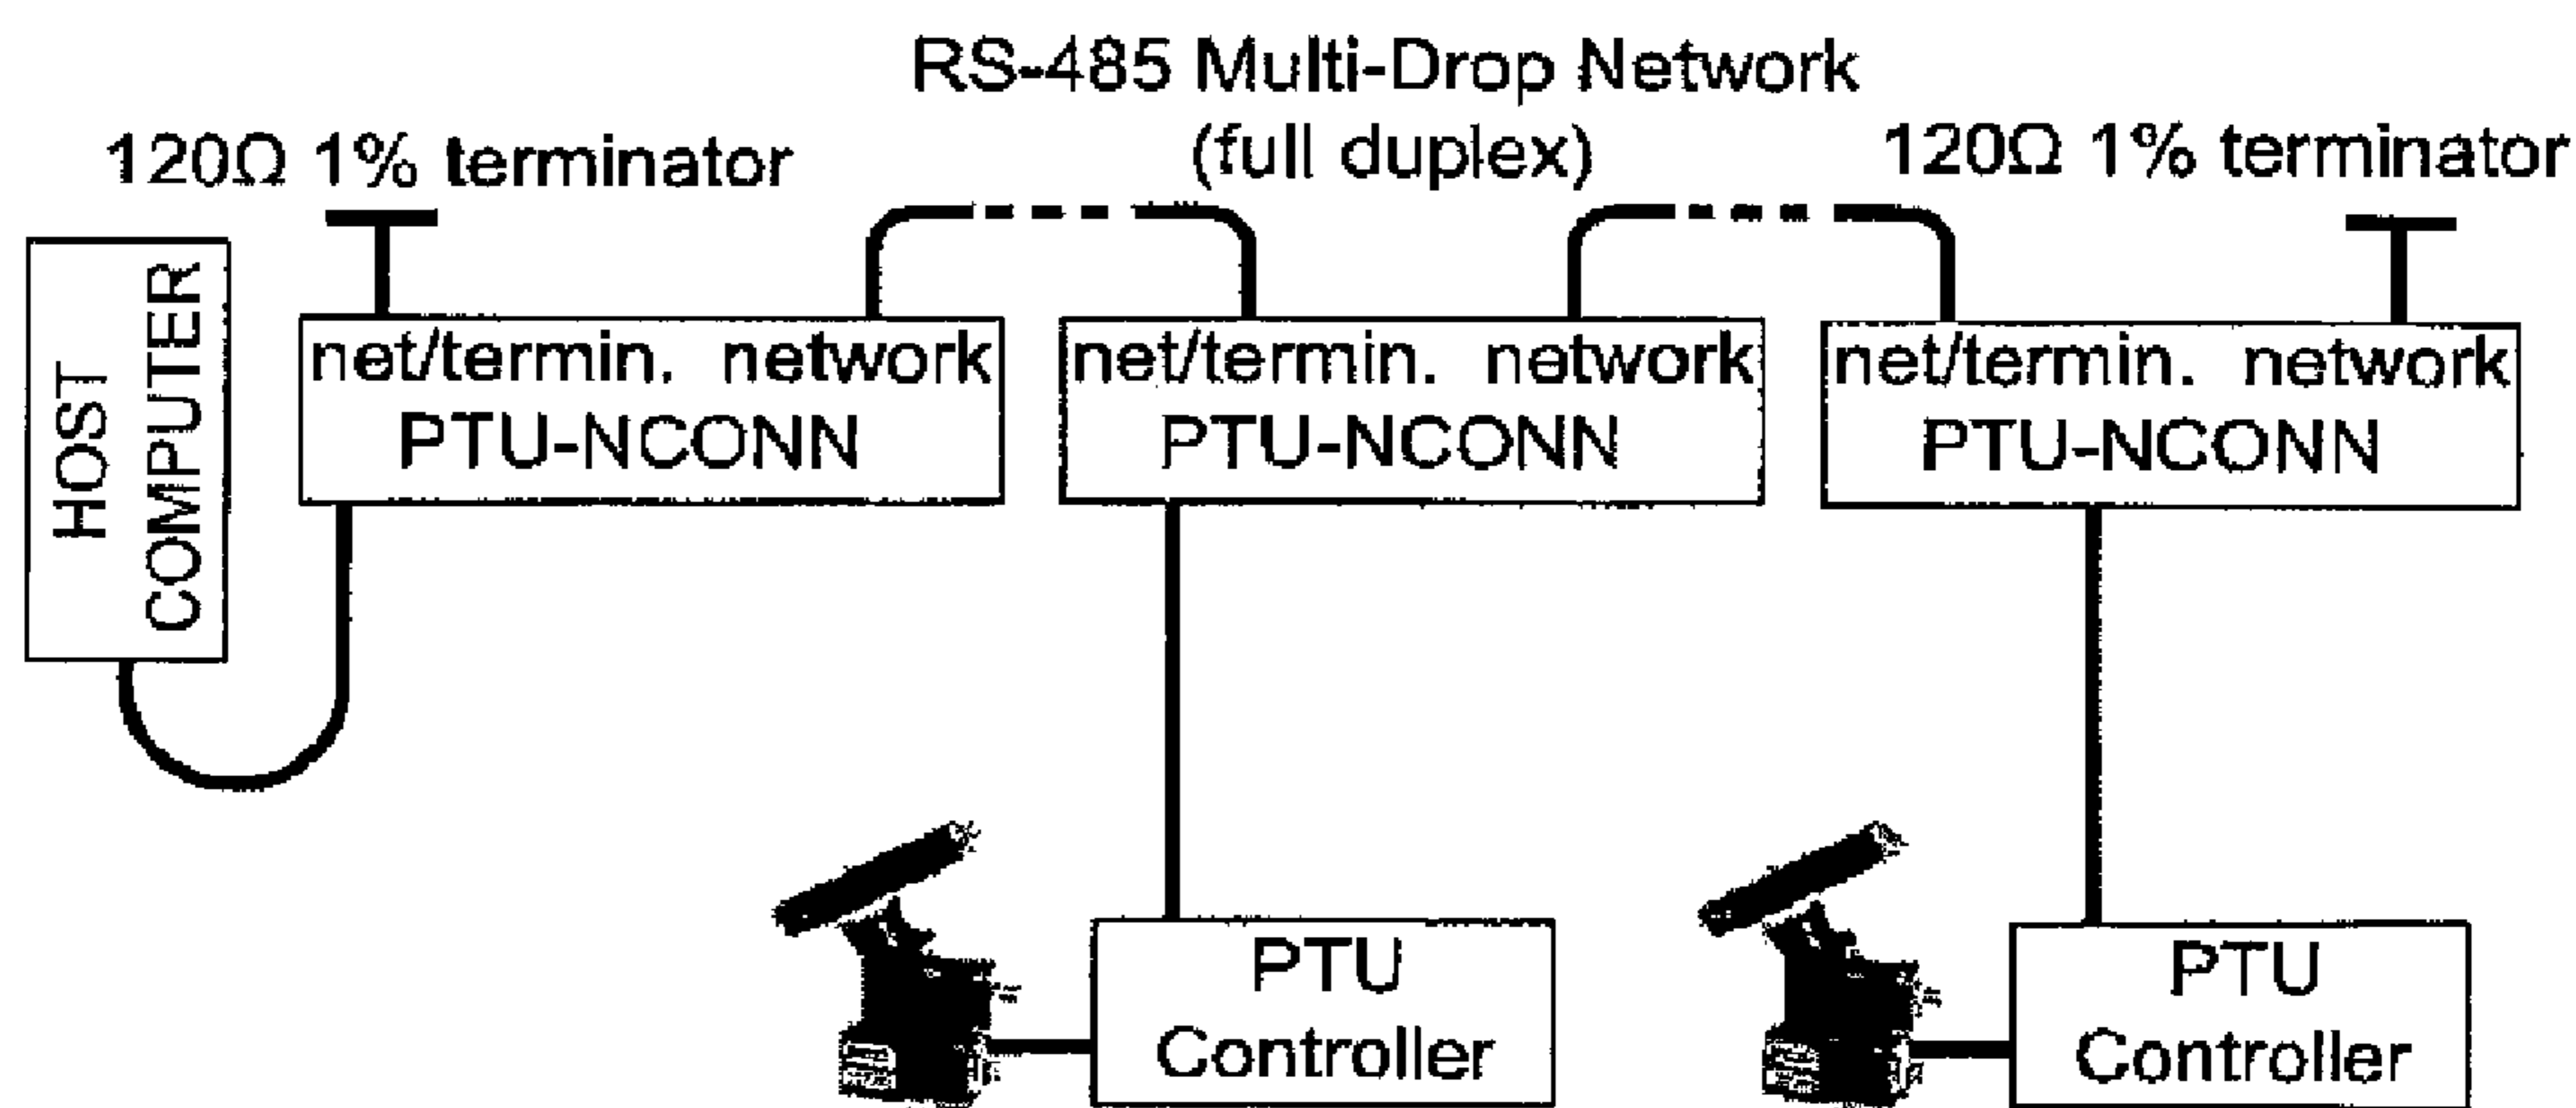 RS-485 Multi-Drop Network
(full duplex)
120Ω 1% terminator
120Ω 1% terminator
HOST
COMPUTER
net/termin. network
PTU-NCONN
net/termin. network
PTU-NCONN
net/termin. network
PTU-NCONN
PTU
Controller
PTU
Controller